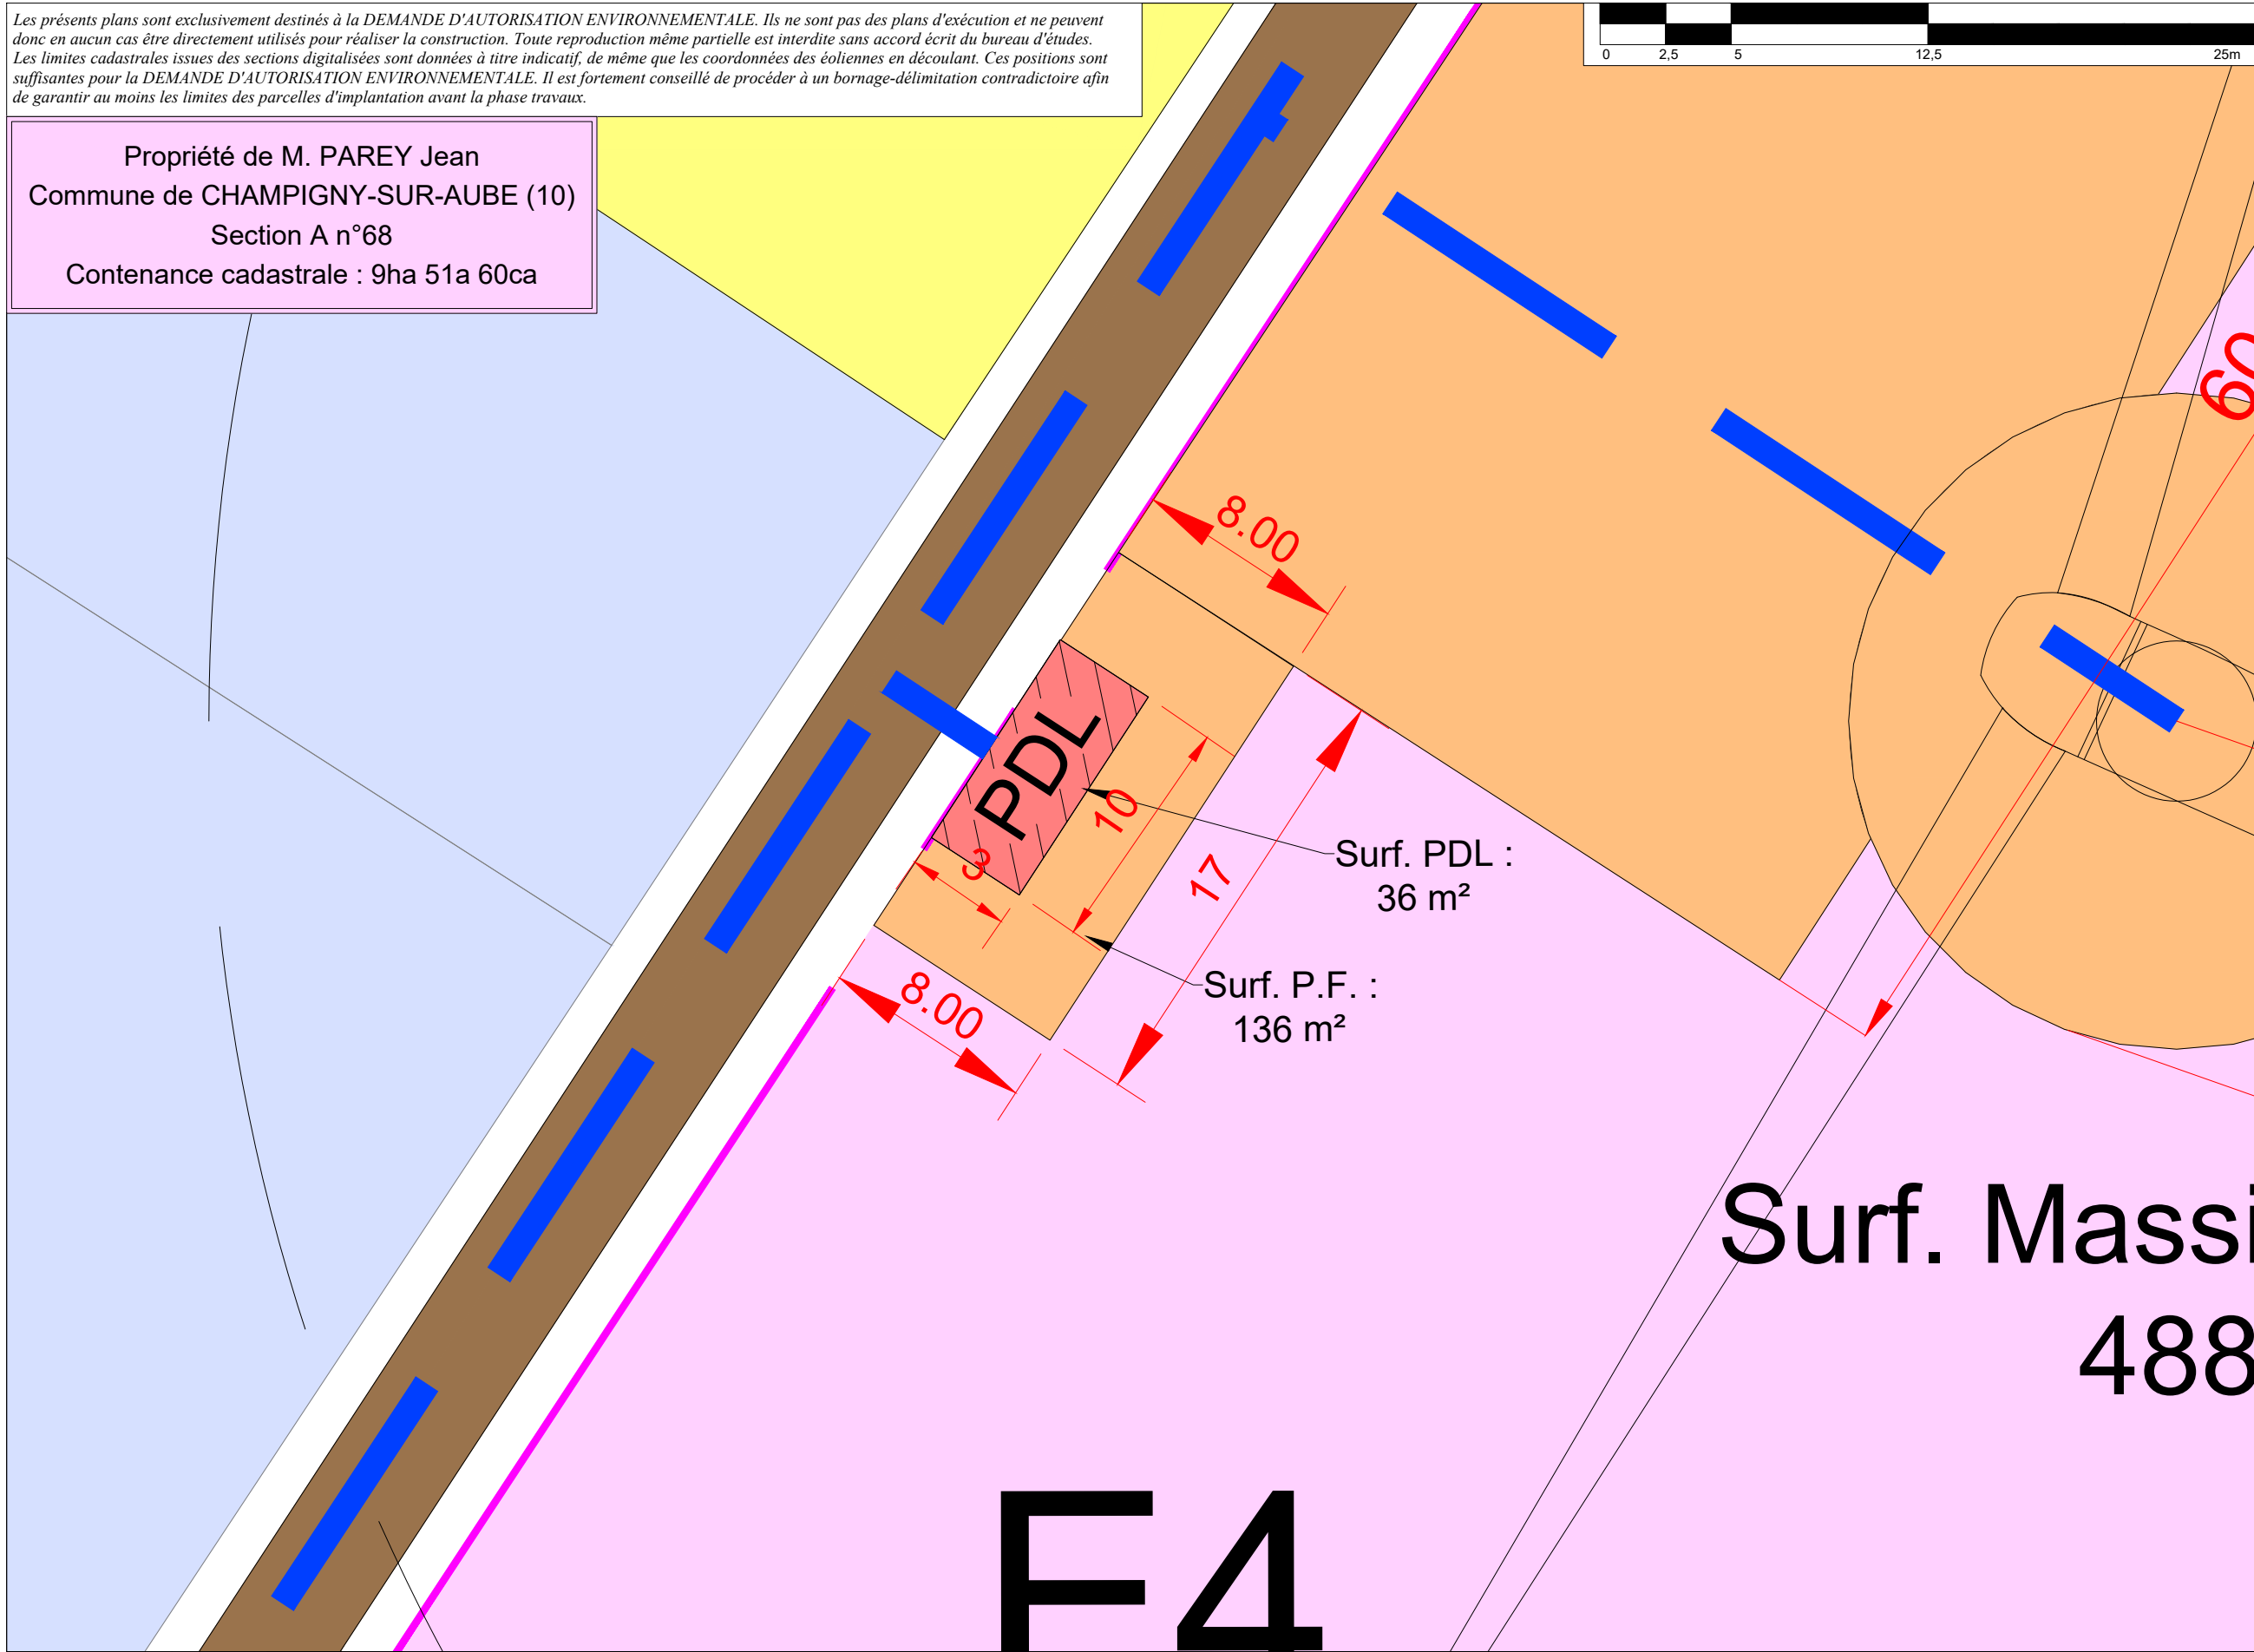 Les présents plans sont exclusivement destinés à la DEMANDE D'AUTORISATION ENVIRONNEMENTALE. Ils ne sont pas des plans d'exécution et ne peuvent
donc en aucun cas être directement utilisés pour réaliser la construction. Toute reproduction même partielle est interdite sans accord écrit du bureau d'études.
Les limites cadastrales issues des sections digitalisées sont données à titre indicatif, de même que les coordonnées des éoliennes en découlant. Ces positions sont
suffisantes pour la DEMANDE D'AUTORISATION ENVIRONNEMENTALE. Il est fortement conseillé de procéder à un bornage-délimitation contradictoire afin
de garantir au moins les limites des parcelles d'implantation avant la phase travaux.
0 2,5 5 12,5 25m
Propriété de M. PAREY Jean
Commune de CHAMPIGNY-SUR-AUBE (10)
Section A n°68
Contenance cadastrale : 9ha 51a 60ca
60
8.00
PDL
10
3
17
Surf. PDL :
36 m²
Surf. P.F. :
136 m²
8.00
Surf. Massi
488
E4